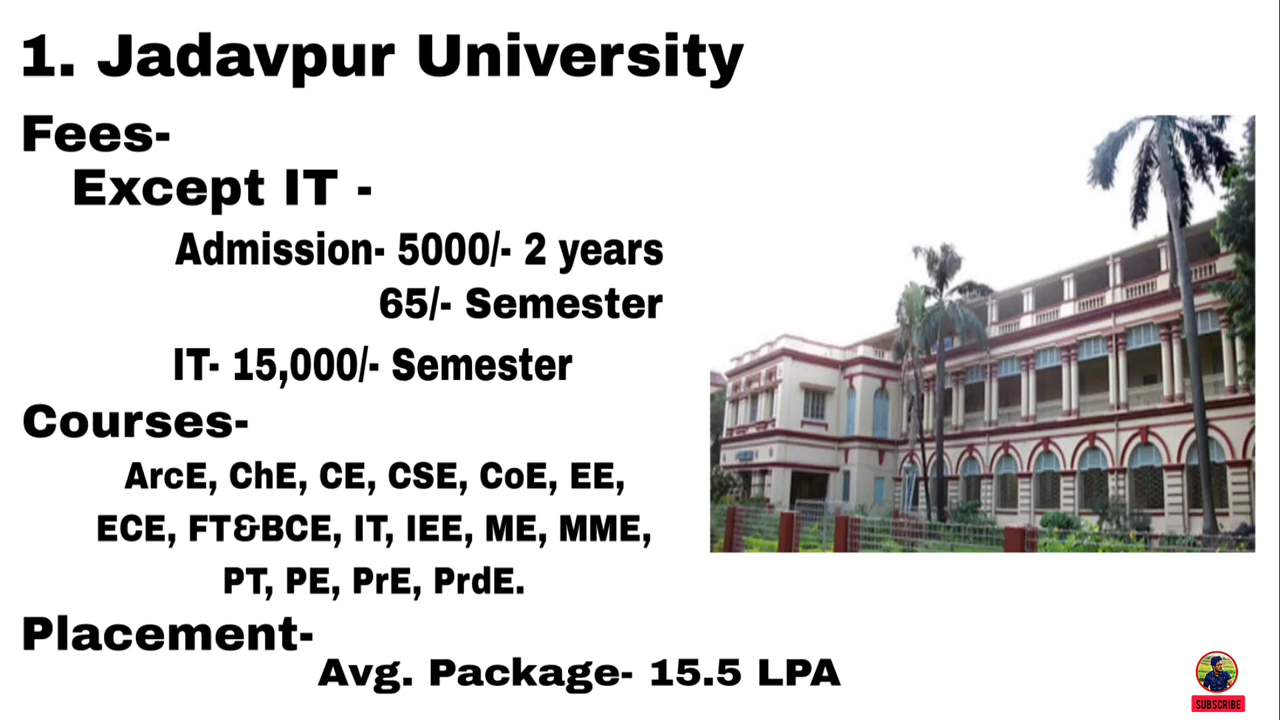 1. Jadavpur University
Fees-
Except IT -
Admission- 5000/- 2 years
65/- Semester
IT- 15,000/- Semester
Courses-
ArcE, ChE, CE, CSE, CoE, EE,
ECE, FT&BCE, IT, IEE, ME, MME,
PT, PE, PrE, PrdE.
Placement-
Avg. Package- 15.5 LPA
SUBSCRIBE